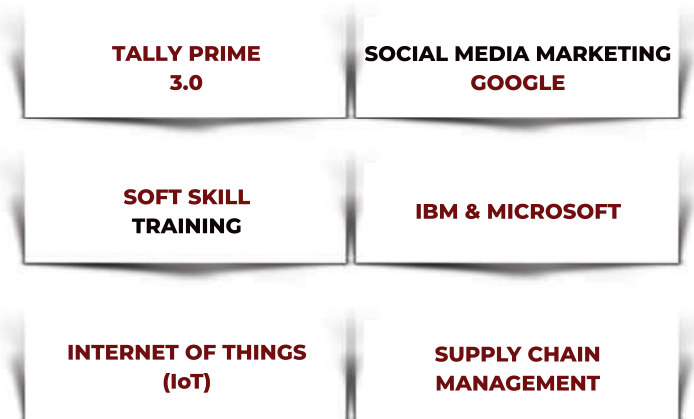 TALLY PRIME
3.0
SOCIAL MEDIA MARKETING
GOOGLE
SOFT SKILL
TRAINING
IBM & MICROSOFT
INTERNET OF THINGS
(IoT)
SUPPLY CHAIN
MANAGEMENT